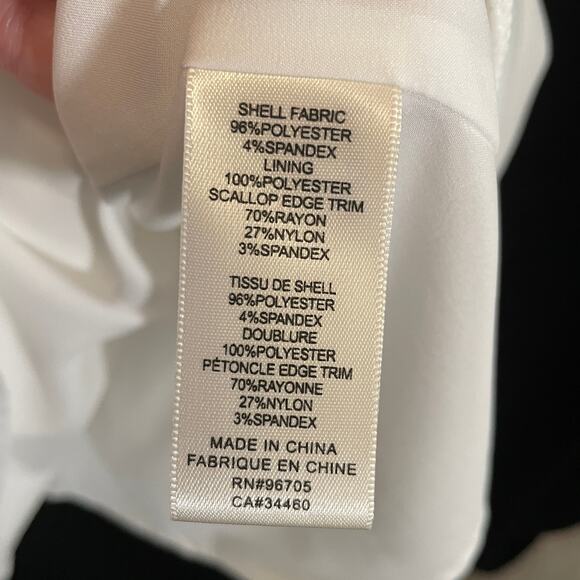 SHELL FABRIC
96%POLYESTER
4%SPANDEX
LINING
100%POLYESTER
SCALLOP EDGE TRIM
70%RAYON
27%NYLON
3%SPANDEX
TISSU DE SHELL
96%POLYESTER
4%SPANDEX
DOUBLURE
100%POLYESTER
PÉTONCLE EDGE TRIM
70%RAYONNE
27%NYLON
3%SPANDEX
MADE IN CHINA
FABRIQUE EN CHINE
RN#96705
CA#34460